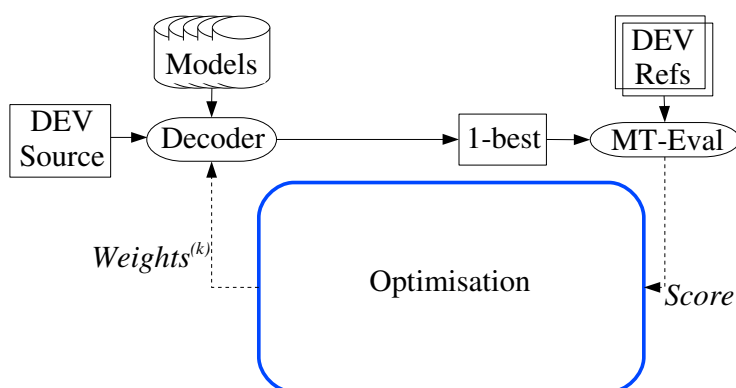 Models
DEV
Refs
DEV
Source
Decoder
1-best
MT-Eval
Weights(k)
Optimisation
Score